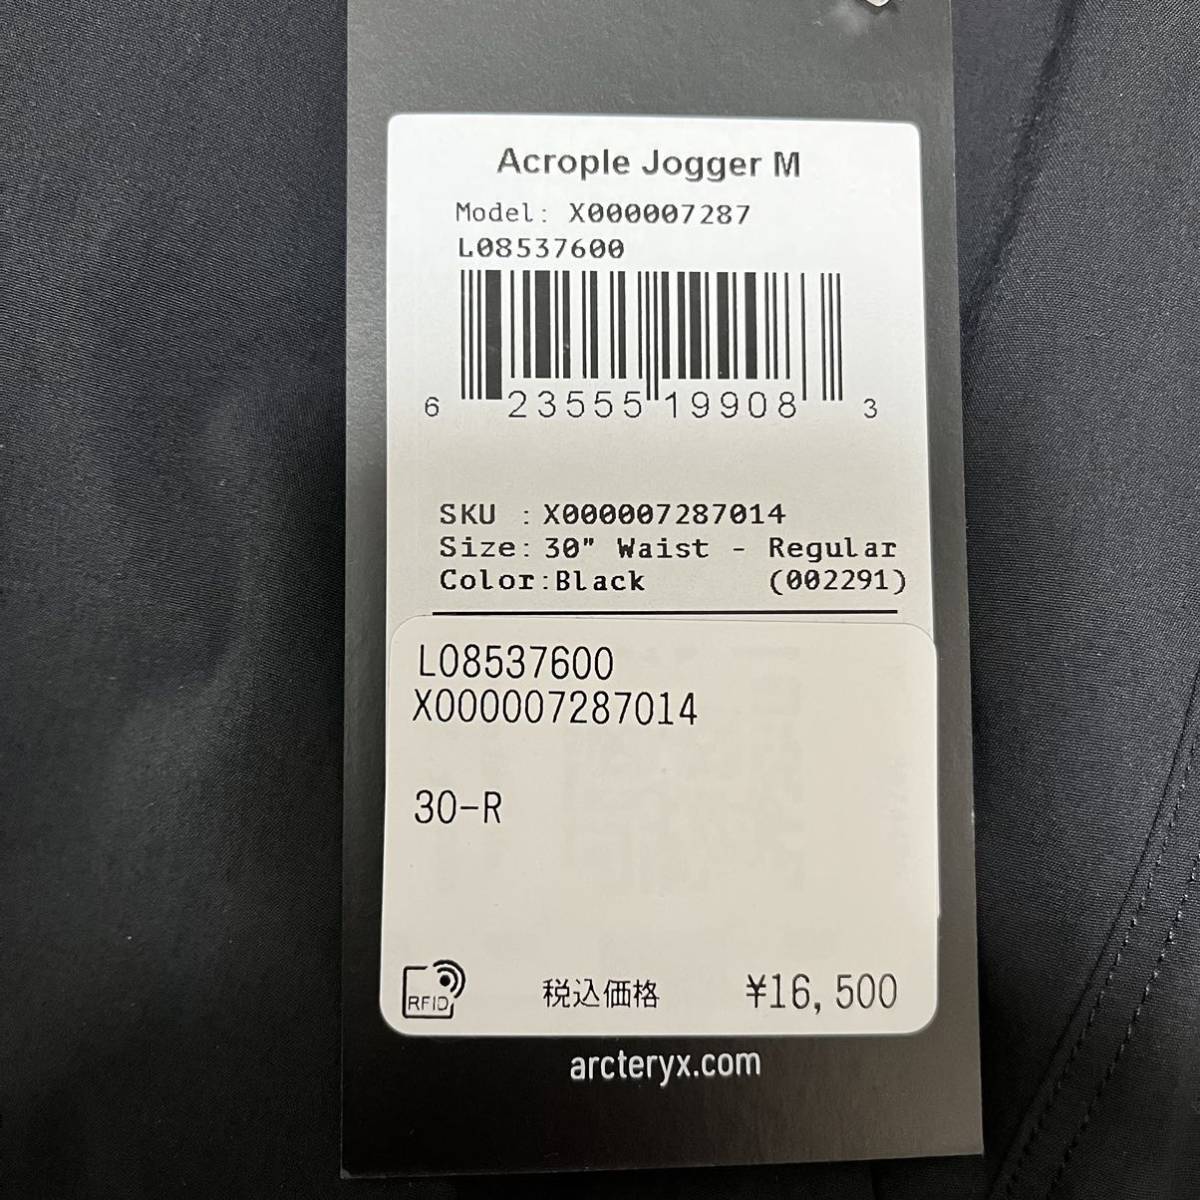 Acrople Jogger M
Model: X000007287
L08537600
6 23555 19908 3
SKU : X000007287014
Size: 30" Waist - Regular
Color:Black (002291)
L08537600
X000007287014
30-R
RFID 税込価格 ¥16,500
arcteryx.com